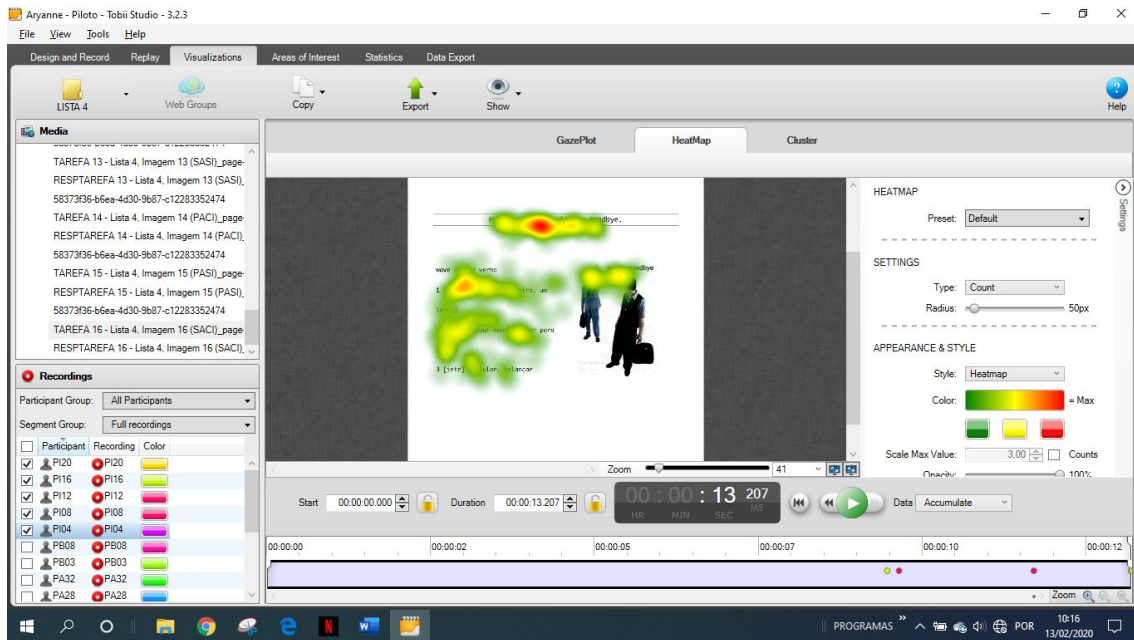 Aryanne - Piloto - Tobii Studio - 3.2.3
File View Tools Help
Design and Record Replay Visualizations Areas of Interest Statistics Data Export
LISTA 4 Web Groups Copy Export Show Help
Media
TAREFA 13 - Lista 4, Imagem 13 (SASI)_page-
RESPTAREFA 13 - Lista 4, Imagem 13 (SASI)_
58373f36-b6ea-4d30-9b87-c12283352474
TAREFA 14 - Lista 4, Imagem 14 (PACI)_page-
RESPTAREFA 14 - Lista 4, Imagem 14 (PACI)_
58373f36-b6ea-4d30-9b87-c12283352474
TAREFA 15 - Lista 4, Imagem 15 (PASI)_page-
RESPTAREFA 15 - Lista 4, Imagem 15 (PASI)_
58373f36-b6ea-4d30-9b87-c12283352474
TAREFA 16 - Lista 4, Imagem 16 (SACI)_page-
RESPTAREFA 16 - Lista 4, Imagem 16 (SACI)_
Recordings
Participant Group: All Participants
Segment Group: Full recordings
Participant Recording Color
PI20 PI20
PI16 PI16
PI12 PI12
PI08 PI08
PI04 PI04
PB08 PB08
PB03 PB03
PA32 PA32
PA28 PA28
GazePlot HeatMap Cluster
wave verbo
1
your para
3 [intr] balancar
HEATMAP
Preset: Default
SETTINGS
Type: Count
Radius: 50px
APPEARANCE & STYLE
Style: Heatmap
Color: = Max
Scale Max Value: 3,00 Counts
Opacity: 100%
Settings
Zoom 41
Start 00:00:00.000 Duration 00:00:13.207 00 : 00 : 13 207 Data Accumulate
HR MIN SEC MS
00:00:00 00:00:02 00:00:05 00:00:07 00:00:10 00:00:12
Zoom
PROGRAMAS POR 10:16
13/02/2020